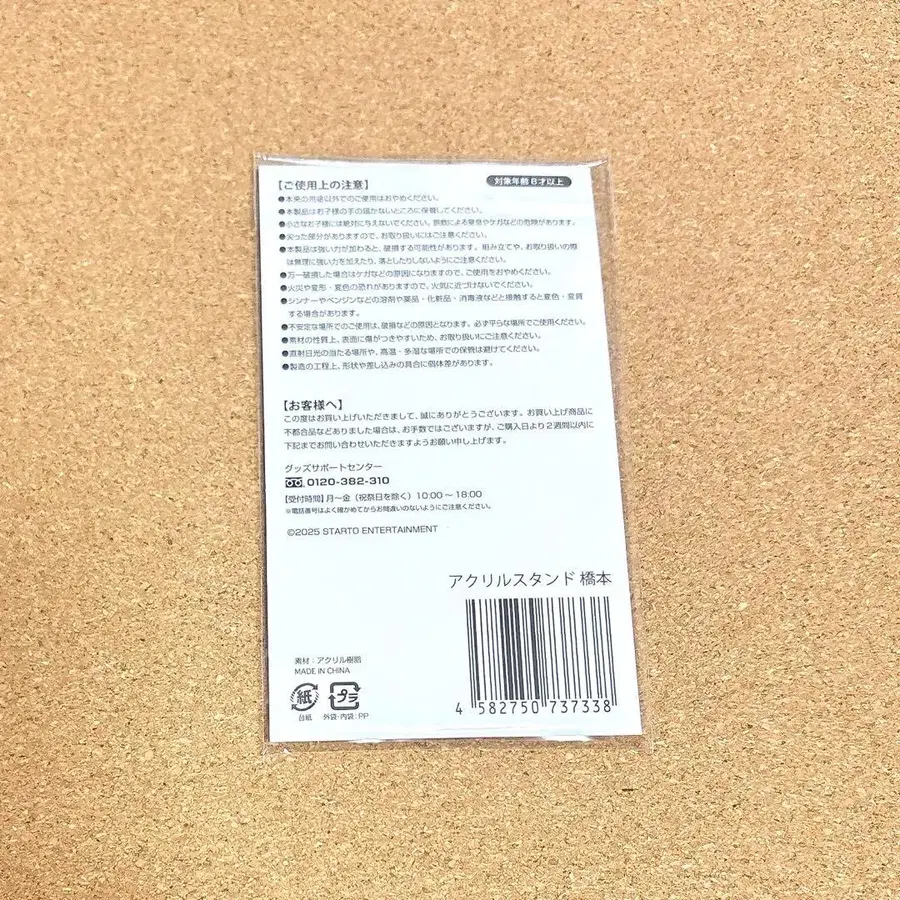 【ご使用上の注意】
対象年齢6才以上
●本来の用途以外でのご使用はおやめください。
●本製品はお子様の手の届かないところに保管してください。
●小さなお子様には絶対に与えないでください。誤飲による窒息やケガなどの危険があります。
●尖った部分がありますので、お取り扱いにはご注意ください。
●本製品は強い力が加わると、破損する可能性があります。組み立てや、お取り扱いの際
は無理に強い力を加えたり、落としたりしないようにご注意ください。
●万一破損した場合はケガなどの原因になりますので、ご使用をおやめください。
●火災や変形・変色の恐れがありますので、火気に近づけないでください。
●シンナーやベンジンなどの溶剤や薬品・化粧品・消毒液などと接触すると変色・変質
する場合があります。
●不安定な場所でのご使用は、破損などの原因となります。必ず平らな場所でご使用ください。
●素材の性質上、表面に傷がつきやすいため、お取り扱いにご注意ください。
●直射日光の当たる場所や、高温・多湿な場所での保管は避けてください。
●製造の工程上、形状や差し込みの具合に個体差があります。
【お客様へ】
この度はお買い上げいただきまして、誠にありがとうございます。お買い上げ商品に
不都合品などありました場合は、お手数ではございますが、ご購入日より2週間以内に
下記までお問い合わせいただきますようお願い申し上げます。
グッズサポートセンター
0120-382-310
【受付時間】月〜金（祝祭日を除く）10:00〜18:00
※電話番号はよく確かめてからお間違いのないようにご注意ください。
©2025 STARTO ENTERTAINMENT
アクリルスタンド 橋本
4 582750 737338
素材：アクリル樹脂
MADE IN CHINA
紙 プラ
台紙 外袋・内袋：PP